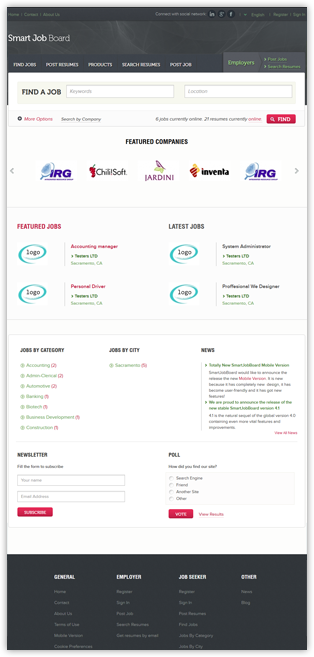 Home | Contact | About Us
Connect with social network:
English
Register | Sign In
Smart Job Board
FIND JOBS POST RESUMES PRODUCTS SEARCH RESUMES POST JOB
Employers
Post Jobs
Search Resumes
FIND A JOB
Keywords
Location
More Options
Search by Company
6 jobs currently online. 21 resumes currently online.
FIND
FEATURED COMPANIES
IRG
Chili!Soft
JARDINI
inventa
IRG
FEATURED JOBS
LATEST JOBS
logo
Accounting manager
Testers LTD
Sacramento, CA
logo
System Administrator
Testers LTD
Sacramento, CA
logo
Personal Driver
Testers LTD
Sacramento, CA
logo
Proffesional Wa Designer
Testers LTD
Sacramento, CA
JOBS BY CATEGORY
Accounting (2)
Admin-Clerical (2)
Automotive (2)
Banking (1)
Biotech (1)
Business Development (1)
Construction (1)
JOBS BY CITY
Sacramento (5)
NEWS
Totally New SmartJobBoard Mobile Version
SmartJobBoard would like to announce the
release the new Mobile Version. It is new
because it has completely new design, it has
become user-friendly and it has got new
features!
We are proud to announce the release of the
new stable SmartJobBoard version 4.1
4.1 is the natural sequel of the global version 4.0
containing even more vital features and
improvements.
View All News
NEWSLETTER
Fill the form to subscribe
Your name
Email Address
SUBSCRIBE
POLL
How did you find our site?
Search Engine
Friend
Another Site
Other
VOTE
View Results
GENERAL
Home
Contact
About Us
Terms of Use
Mobile Version
Cookie Preferences
EMPLOYER
Register
Sign In
Post Job
Search Resumes
Get resumes by email
JOB SEEKER
Register
Sign In
Post Resumes
Find Jobs
Jobs By Category
Jobs By City
OTHER
News
Blog